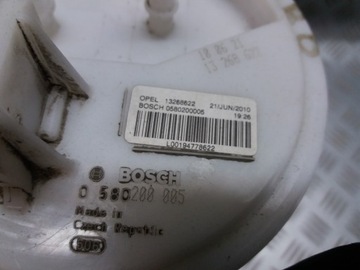 OPEL 13268622 21/JUN/2010
BOSCH 0580200005 19:26
L00194778622
BOSCH
0 580 200 005
Made in
Czech Republic